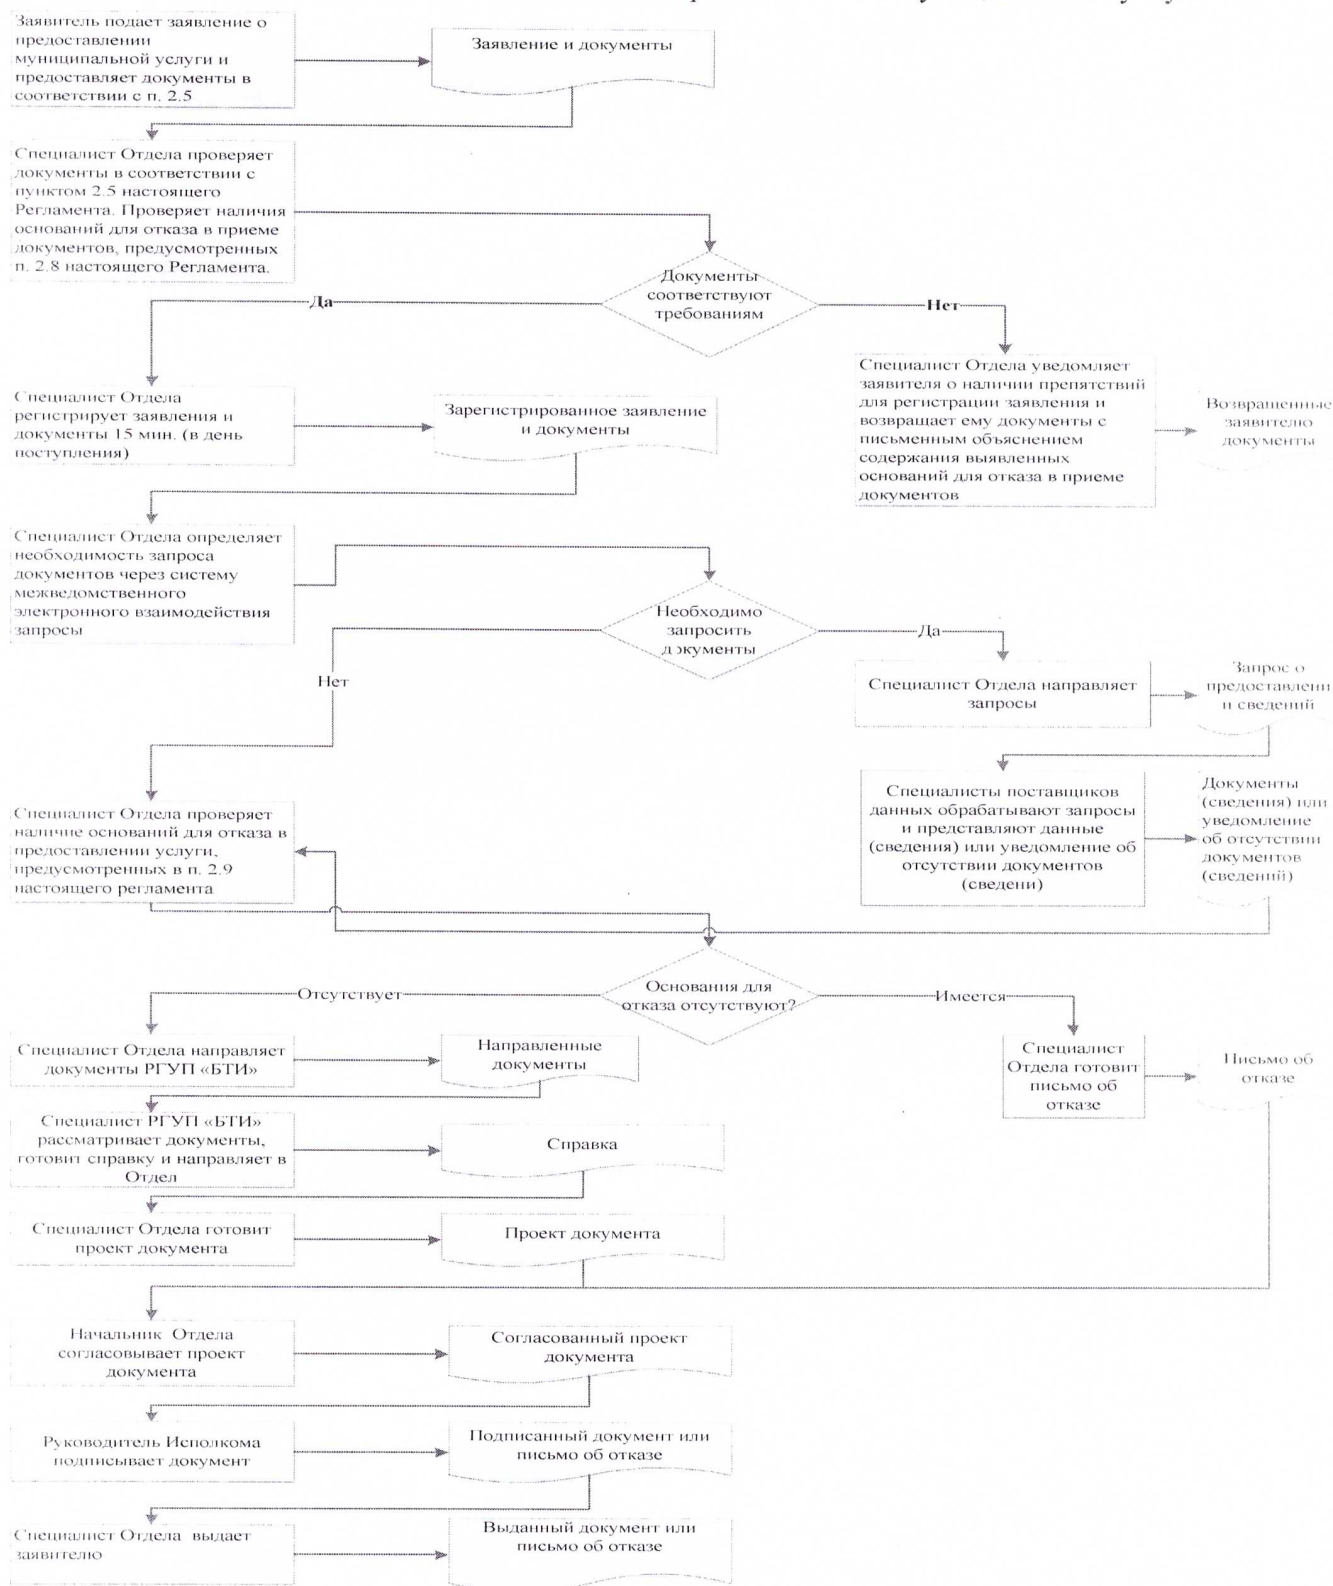 Заявитель подает заявление о
предоставлении
муниципальной услуги и
предоставляет документы в
соответствии с п. 2.5
Заявление и документы
Специалист Отдела проверяет
документы в соответствии с
пунктом 2.5 настоящего
Регламента. Проверяет наличия
оснований для отказа в приеме
документов, предусмотренных
п. 2.8 настоящего Регламента.
Документы
соответствуют
требованиям
Да
Нет
Специалист Отдела
регистрирует заявления и
документы 15 мин. (в день
поступления)
Зарегистрированное заявление
и документы
Специалист Отдела уведомляет
заявителя о наличии препятствий
для регистрации заявления и
возвращает ему документы с
письменным объяснением
содержания выявленных
оснований для отказа в приеме
документов
Возвращенные
заявителю
документы
Специалист Отдела определяет
необходимость запроса
документов через систему
межведомственного
электронного взаимодействия
запросы
Необходимо
запросить
документы
Да
Нет
Специалист Отдела направляет
запросы
Запрос о
предоставлени
и сведений
Специалисты поставщиков
данных обрабатывают запросы
и представляют данные
(сведения) или уведомление об
отсутствии документов
(сведени)
Документы
(сведения) или
уведомление
об отсутствии
документов
(сведений)
Специалист Отдела проверяет
наличие оснований для отказа в
предоставлении услуги,
предусмотренных в п. 2.9
настоящего регламента
Основания для
отказа отсутствуют?
Отсутствует
Имеется
Специалист Отдела направляет
документы РГУП «БТИ»
Направленные
документы
Специалист
Отдела готовит
письмо об
отказе
Письмо об
отказе
Специалист РГУП «БТИ»
рассматривает документы,
готовит справку и направляет в
Отдел
Справка
Специалист Отдела готовит
проект документа
Проект документа
Начальник Отдела
согласовывает проект
документа
Согласованный проект
документа
Руководитель Исполкома
подписывает документ
Подписанный документ или
письмо об отказе
Специалист Отдела выдает
заявителю
Выданный документ или
письмо об отказе